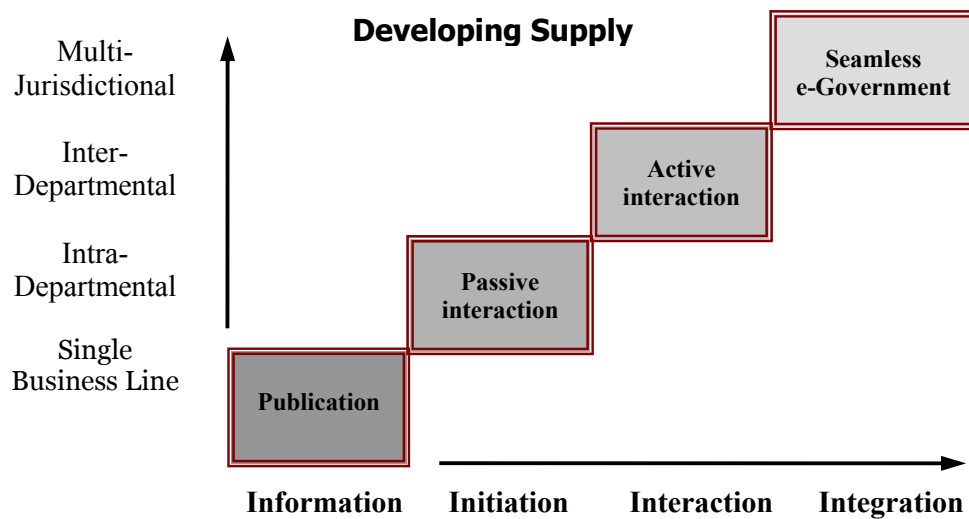 Developing Supply
Multi-
Jurisdictional
Seamless
e-Government
Inter-
Departmental
Active
interaction
Intra-
Departmental
Passive
interaction
Single
Business Line
Publication
Information Initiation Interaction Integration